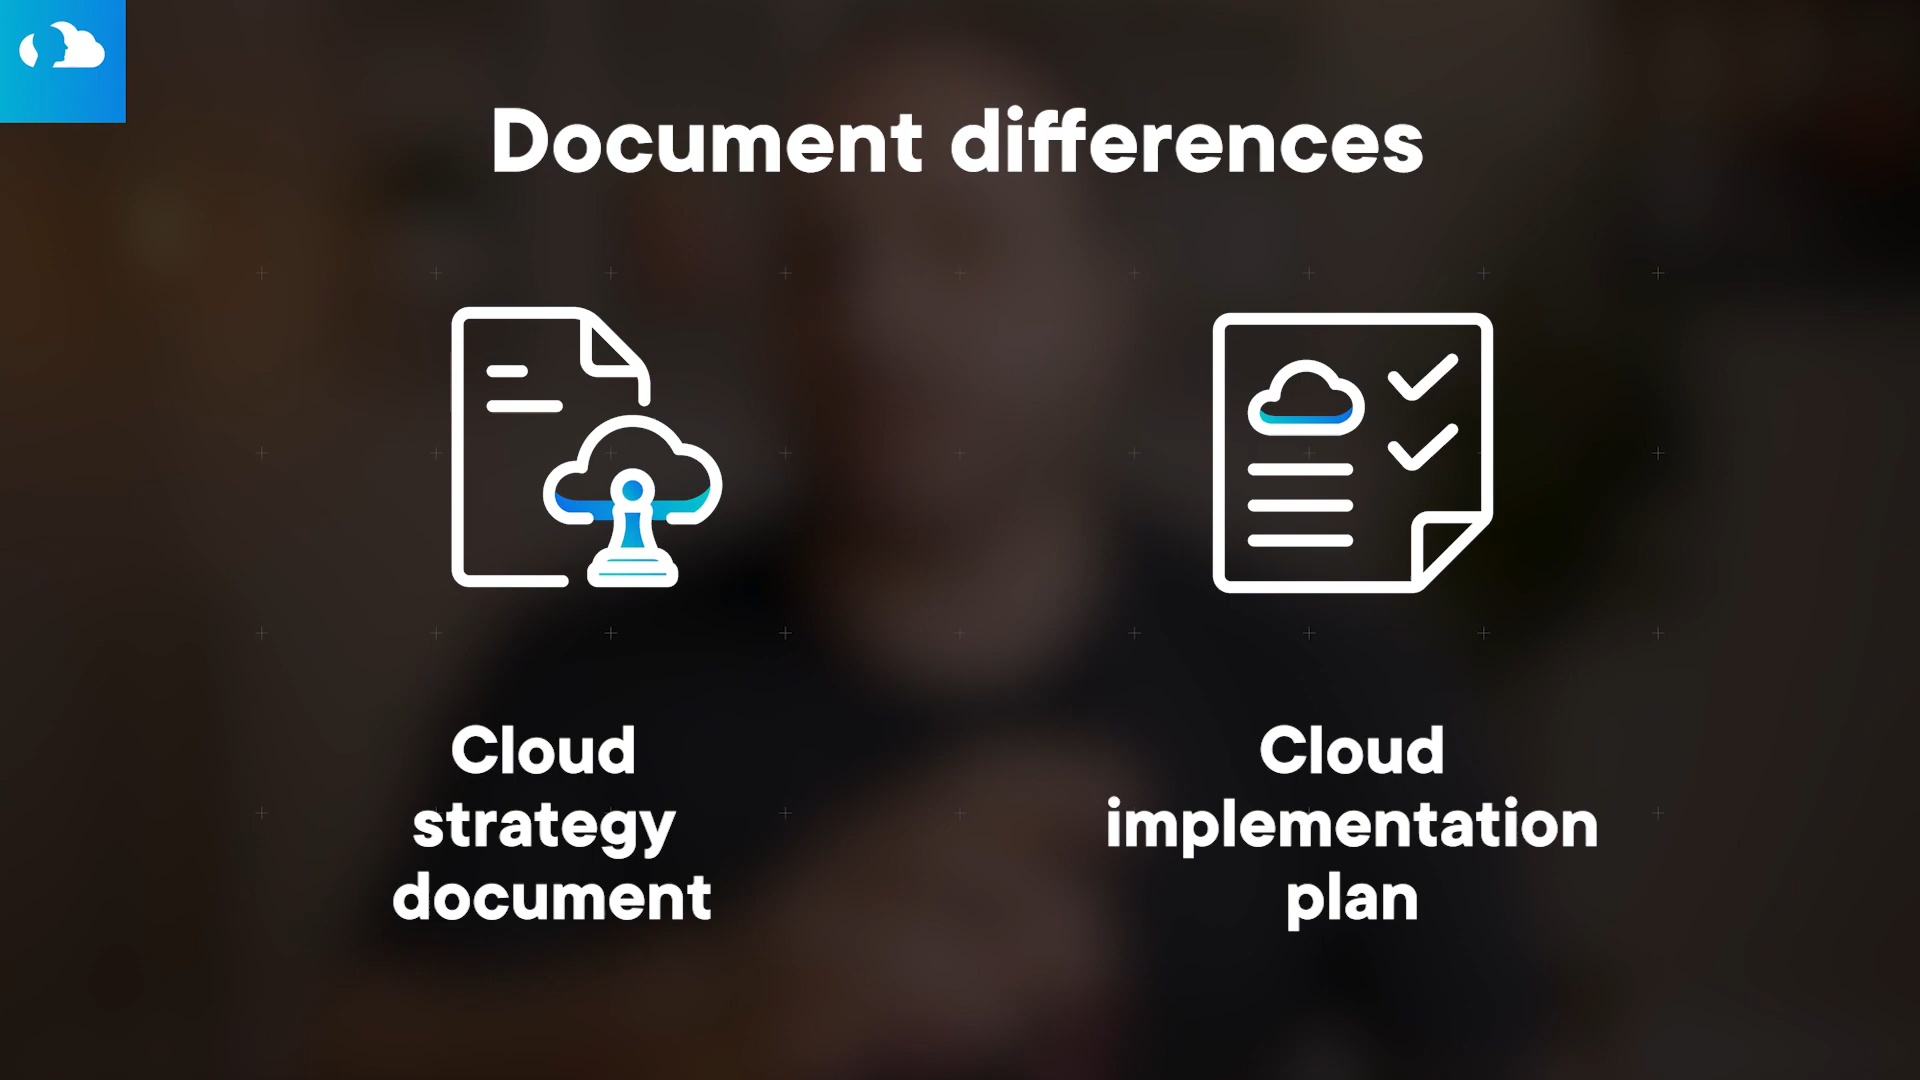 Document differences
Cloud
strategy
document
Cloud
implementation
plan